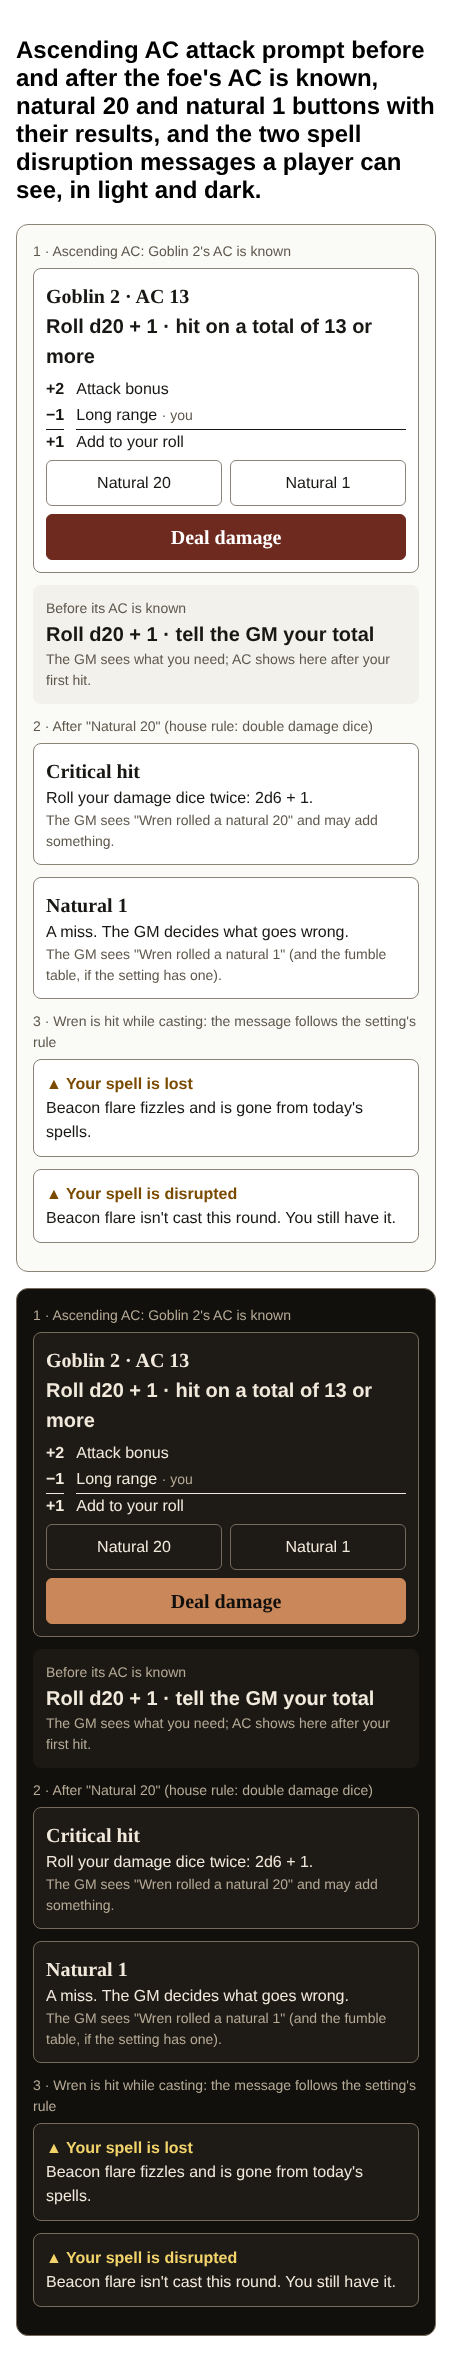 Ascending AC attack prompt before
and after the foe's AC is known,
natural 20 and natural 1 buttons with
their results, and the two spell
disruption messages a player can
see, in light and dark.
1 · Ascending AC: Goblin 2's AC is known
Goblin 2 · AC 13
Roll d20 + 1 · hit on a total of 13 or
more
+2 Attack bonus
−1 Long range · you
+1 Add to your roll
Natural 20 Natural 1
Deal damage
Before its AC is known
Roll d20 + 1 · tell the GM your total
The GM sees what you need; AC shows here after your
first hit.
2 · After "Natural 20" (house rule: double damage dice)
Critical hit
Roll your damage dice twice: 2d6 + 1.
The GM sees "Wren rolled a natural 20" and may add
something.
Natural 1
A miss. The GM decides what goes wrong.
The GM sees "Wren rolled a natural 1" (and the fumble
table, if the setting has one).
3 · Wren is hit while casting: the message follows the setting's
rule
▲ Your spell is lost
Beacon flare fizzles and is gone from today's
spells.
▲ Your spell is disrupted
Beacon flare isn't cast this round. You still have it.
1 · Ascending AC: Goblin 2's AC is known
Goblin 2 · AC 13
Roll d20 + 1 · hit on a total of 13 or
more
+2 Attack bonus
−1 Long range · you
+1 Add to your roll
Natural 20 Natural 1
Deal damage
Before its AC is known
Roll d20 + 1 · tell the GM your total
The GM sees what you need; AC shows here after your
first hit.
2 · After "Natural 20" (house rule: double damage dice)
Critical hit
Roll your damage dice twice: 2d6 + 1.
The GM sees "Wren rolled a natural 20" and may add
something.
Natural 1
A miss. The GM decides what goes wrong.
The GM sees "Wren rolled a natural 1" (and the fumble
table, if the setting has one).
3 · Wren is hit while casting: the message follows the setting's
rule
▲ Your spell is lost
Beacon flare fizzles and is gone from today's
spells.
▲ Your spell is disrupted
Beacon flare isn't cast this round. You still have it.